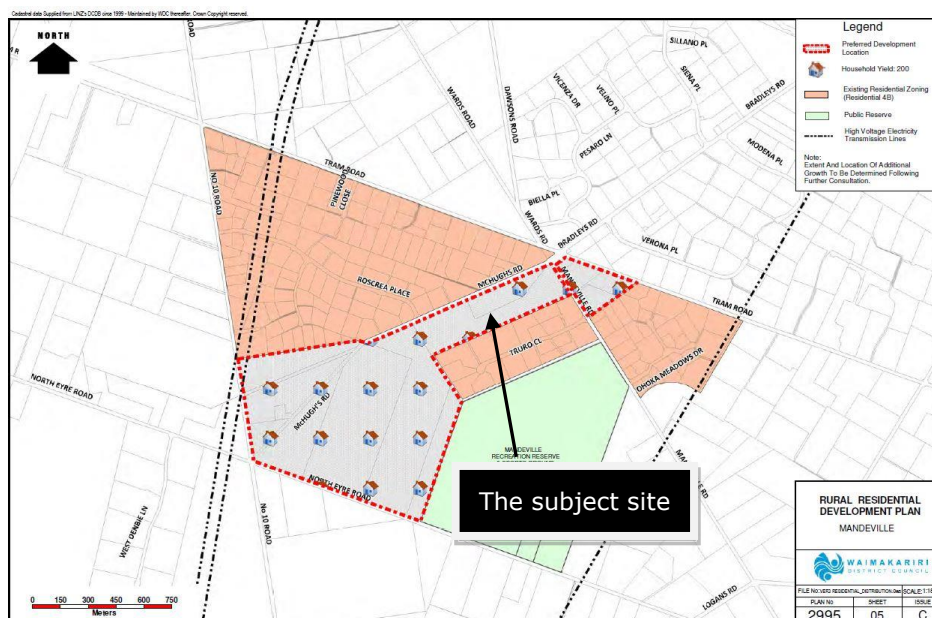 Cadastral data Supplied from LINZ's DCDB since 1999 - Maintained by WDC thereafter. Crown Copyright reserved.
NORTH
ROAD
WARDS ROAD
DAWSONS ROAD
SILLANO PL
SIENA PL
VICENZA DR
VELINO PL
BRADLEYS RD
PESARO LN
MODENA PL
TRAM ROAD
PINEWOOD
CLOSE
NO 10 ROAD
BIELLA PL
WARDS RD
BRADLEYS RD
VERONA PL
ROSCREA PLACE
MCHUGHS RD
MANDEVILLE RD
TRAM ROAD
TRURO CL
OHOKA MEADOWS DR
NORTH EYRE ROAD
McHUGH'S RD
MANDEVILLE
RECREATION RESERVE
NORTH EYRE ROAD
No 10 ROAD
WEST DENBIE LN
LOGANS RD
The subject site
0 150 300 450 600 750
Meters
Legend
Preferred Development
Location
Household Yield: 200
Existing Residential Zoning
(Residential 4B)
Public Reserve
High Voltage Electricity
Transmission Lines
Note:
Extent And Location Of Additional
Growth To Be Determined Following
Further Consultation.
RURAL RESIDENTIAL
DEVELOPMENT PLAN
MANDEVILLE
WAIMAKARIRI
DISTRICT COUNCIL
PLAN No SHEET ISSUE
2995 05 C